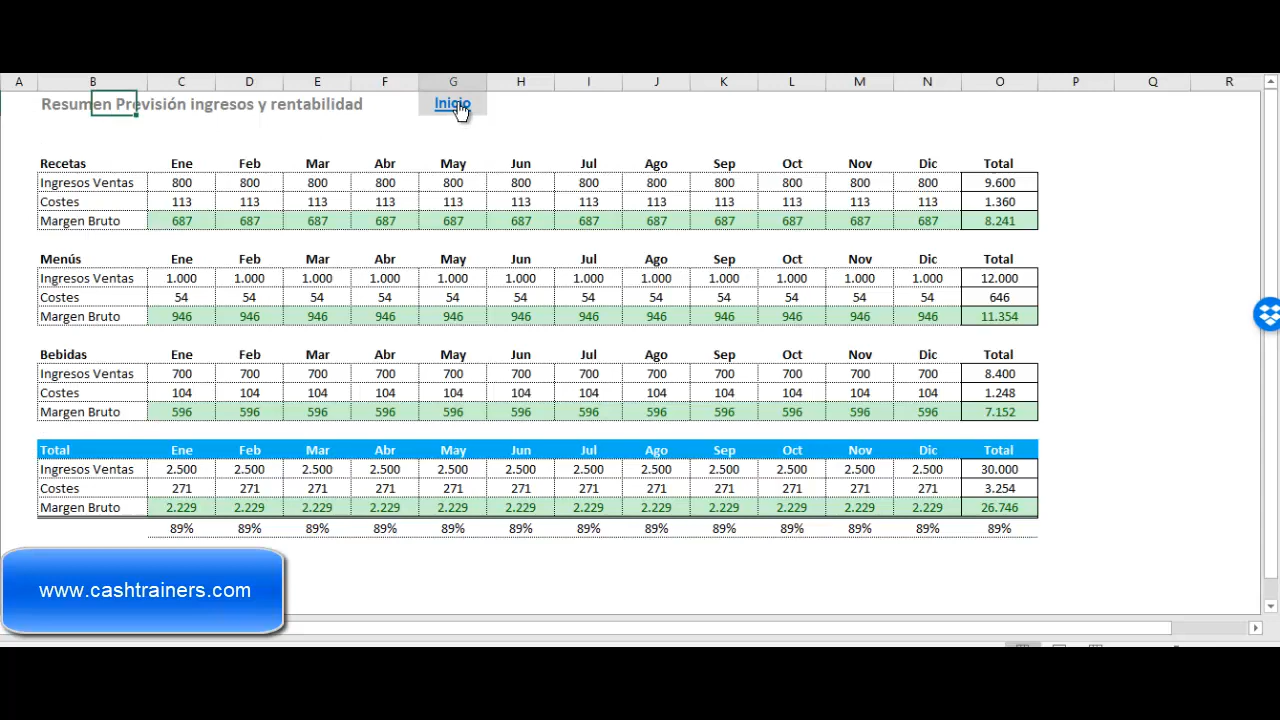 A B C D E F G H I J K L M N O P Q R
Resumen Previsión ingresos y rentabilidad Inicio
Recetas Ene Feb Mar Abr May Jun Jul Ago Sep Oct Nov Dic Total
Ingresos Ventas 800 800 800 800 800 800 800 800 800 800 800 800 9.600
Costes 113 113 113 113 113 113 113 113 113 113 113 113 1.360
Margen Bruto 687 687 687 687 687 687 687 687 687 687 687 687 8.241
Menús Ene Feb Mar Abr May Jun Jul Ago Sep Oct Nov Dic Total
Ingresos Ventas 1.000 1.000 1.000 1.000 1.000 1.000 1.000 1.000 1.000 1.000 1.000 1.000 12.000
Costes 54 54 54 54 54 54 54 54 54 54 54 54 646
Margen Bruto 946 946 946 946 946 946 946 946 946 946 946 946 11.354
Bebidas Ene Feb Mar Abr May Jun Jul Ago Sep Oct Nov Dic Total
Ingresos Ventas 700 700 700 700 700 700 700 700 700 700 700 700 8.400
Costes 104 104 104 104 104 104 104 104 104 104 104 104 1.248
Margen Bruto 596 596 596 596 596 596 596 596 596 596 596 596 7.152
Total Ene Feb Mar Abr May Jun Jul Ago Sep Oct Nov Dic Total
Ingresos Ventas 2.500 2.500 2.500 2.500 2.500 2.500 2.500 2.500 2.500 2.500 2.500 2.500 30.000
Costes 271 271 271 271 271 271 271 271 271 271 271 271 3.254
Margen Bruto 2.229 2.229 2.229 2.229 2.229 2.229 2.229 2.229 2.229 2.229 2.229 2.229 26.746
89% 89% 89% 89% 89% 89% 89% 89% 89% 89% 89% 89% 89%
www.cashtrainers.com